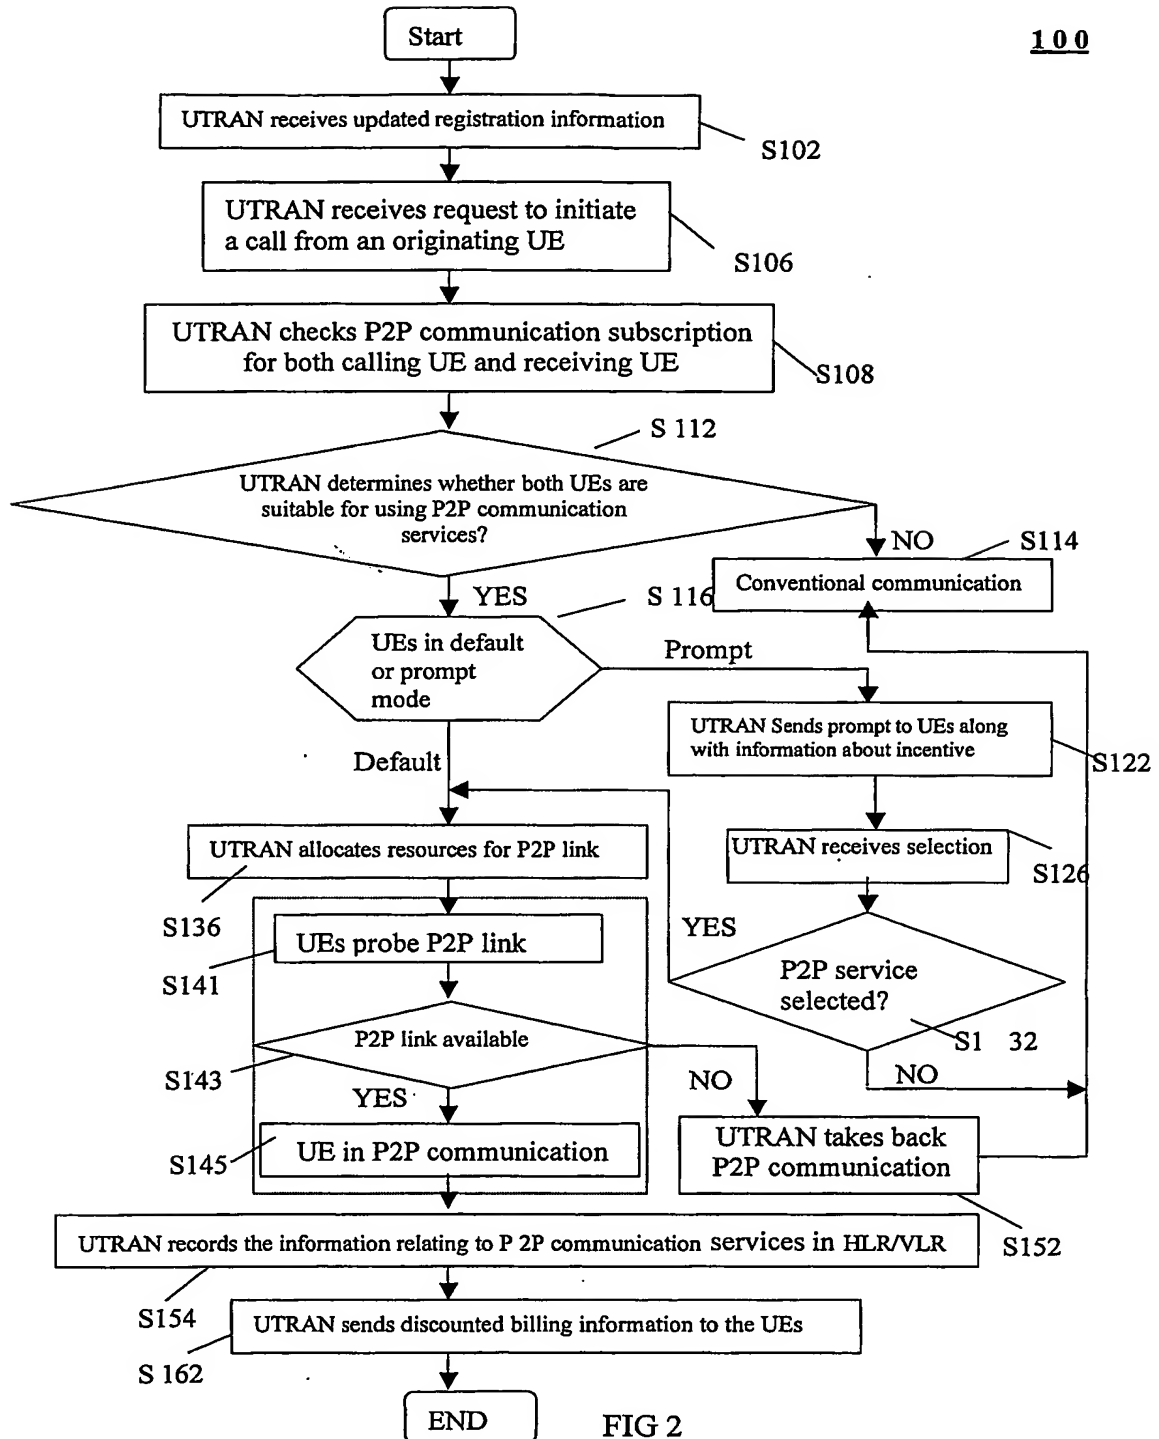 Start
100
UTRAN receives updated registration information
S102
UTRAN receives request to initiate
a call from an originating UE
S106
UTRAN checks P2P communication subscription
for both calling UE and receiving UE
S108
S 112
UTRAN determines whether both UEs are
suitable for using P2P communication
services?
NO
S114
Conventional communication
YES
S 116
UEs in default
or prompt
mode
Prompt
UTRAN Sends prompt to UEs along
with information about incentive
S122
Default
UTRAN receives selection
S126
UTRAN allocates resources for P2P link
S136
YES
P2P service
selected?
S1 32
NO
UEs probe P2P link
S141
P2P link available
S143
NO
YES
UTRAN takes back
P2P communication
S152
UE in P2P communication
S145
UTRAN records the information relating to P 2P communication services in HLR/VLR
S154
UTRAN sends discounted billing information to the UEs
S 162
END
FIG 2